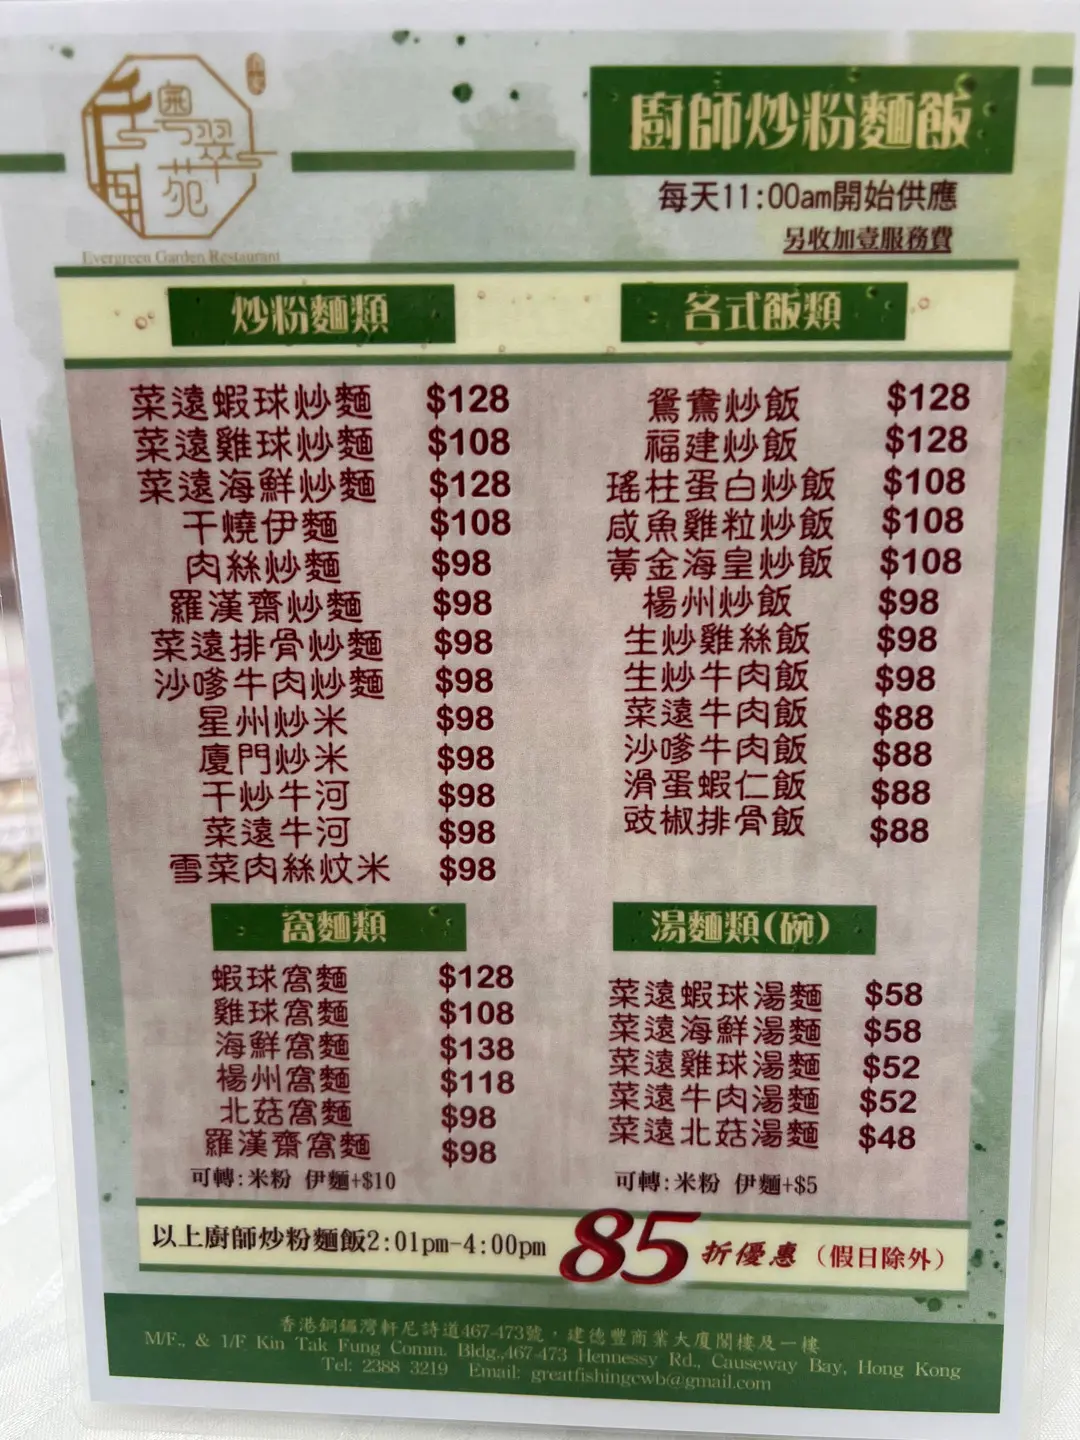 粵翠苑
Evergreen Garden Restaurant
廚師炒粉麵飯
每天11:00am開始供應
另收加壹服務費
炒粉麵類
菜遠蝦球炒麵 $128
菜遠雞球炒麵 $108
菜遠海鮮炒麵 $128
干燒伊麵 $108
肉絲炒麵 $98
羅漢齋炒麵 $98
菜遠排骨炒麵 $98
沙嗲牛肉炒麵 $98
星州炒米 $98
廈門炒米 $98
干炒牛河 $98
菜遠牛河 $98
雪菜肉絲炆米 $98
各式飯類
鴛鴦炒飯 $128
福建炒飯 $128
瑤柱蛋白炒飯 $108
咸魚雞粒炒飯 $108
黃金海皇炒飯 $108
楊州炒飯 $98
生炒雞絲飯 $98
生炒牛肉飯 $98
菜遠牛肉飯 $88
沙嗲牛肉飯 $88
滑蛋蝦仁飯 $88
豉椒排骨飯 $88
窩麵類
蝦球窩麵 $128
雞球窩麵 $108
海鮮窩麵 $138
楊州窩麵 $118
北菇窩麵 $98
羅漢齋窩麵 $98
可轉:米粉 伊麵+$10
湯麵類(碗)
菜遠蝦球湯麵 $58
菜遠海鮮湯麵 $58
菜遠雞球湯麵 $52
菜遠牛肉湯麵 $52
菜遠北菇湯麵 $48
可轉:米粉 伊麵+$5
以上廚師炒粉麵飯2:01pm-4:00pm 85折優惠（假日除外）
香港銅鑼灣軒尼詩道467-473號，建德豐商業大廈閣樓及一樓
M/F., & 1/F Kin Tak Fung Comm. Bldg.,467-473 Hennessy Rd., Causeway Bay, Hong Kong
Tel: 2388 3219 Email: greatfishingcwb@gmail.com